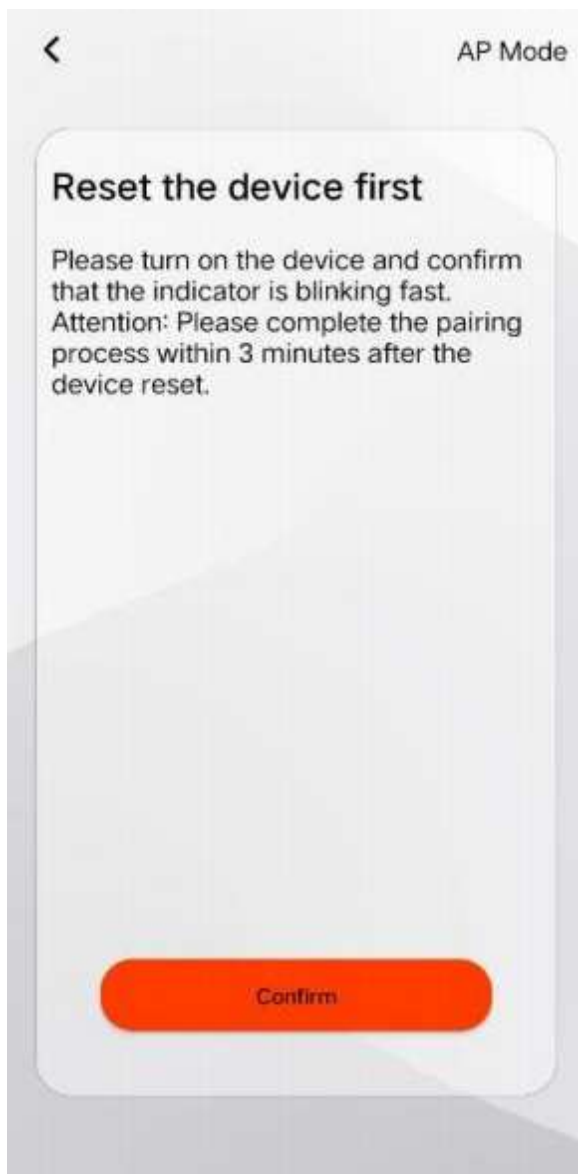 AP Mode
Reset the device first
Please turn on the device and confirm
that the indicator is blinking fast.
Attention: Please complete the pairing
process within 3 minutes after the
device reset.
Confirm